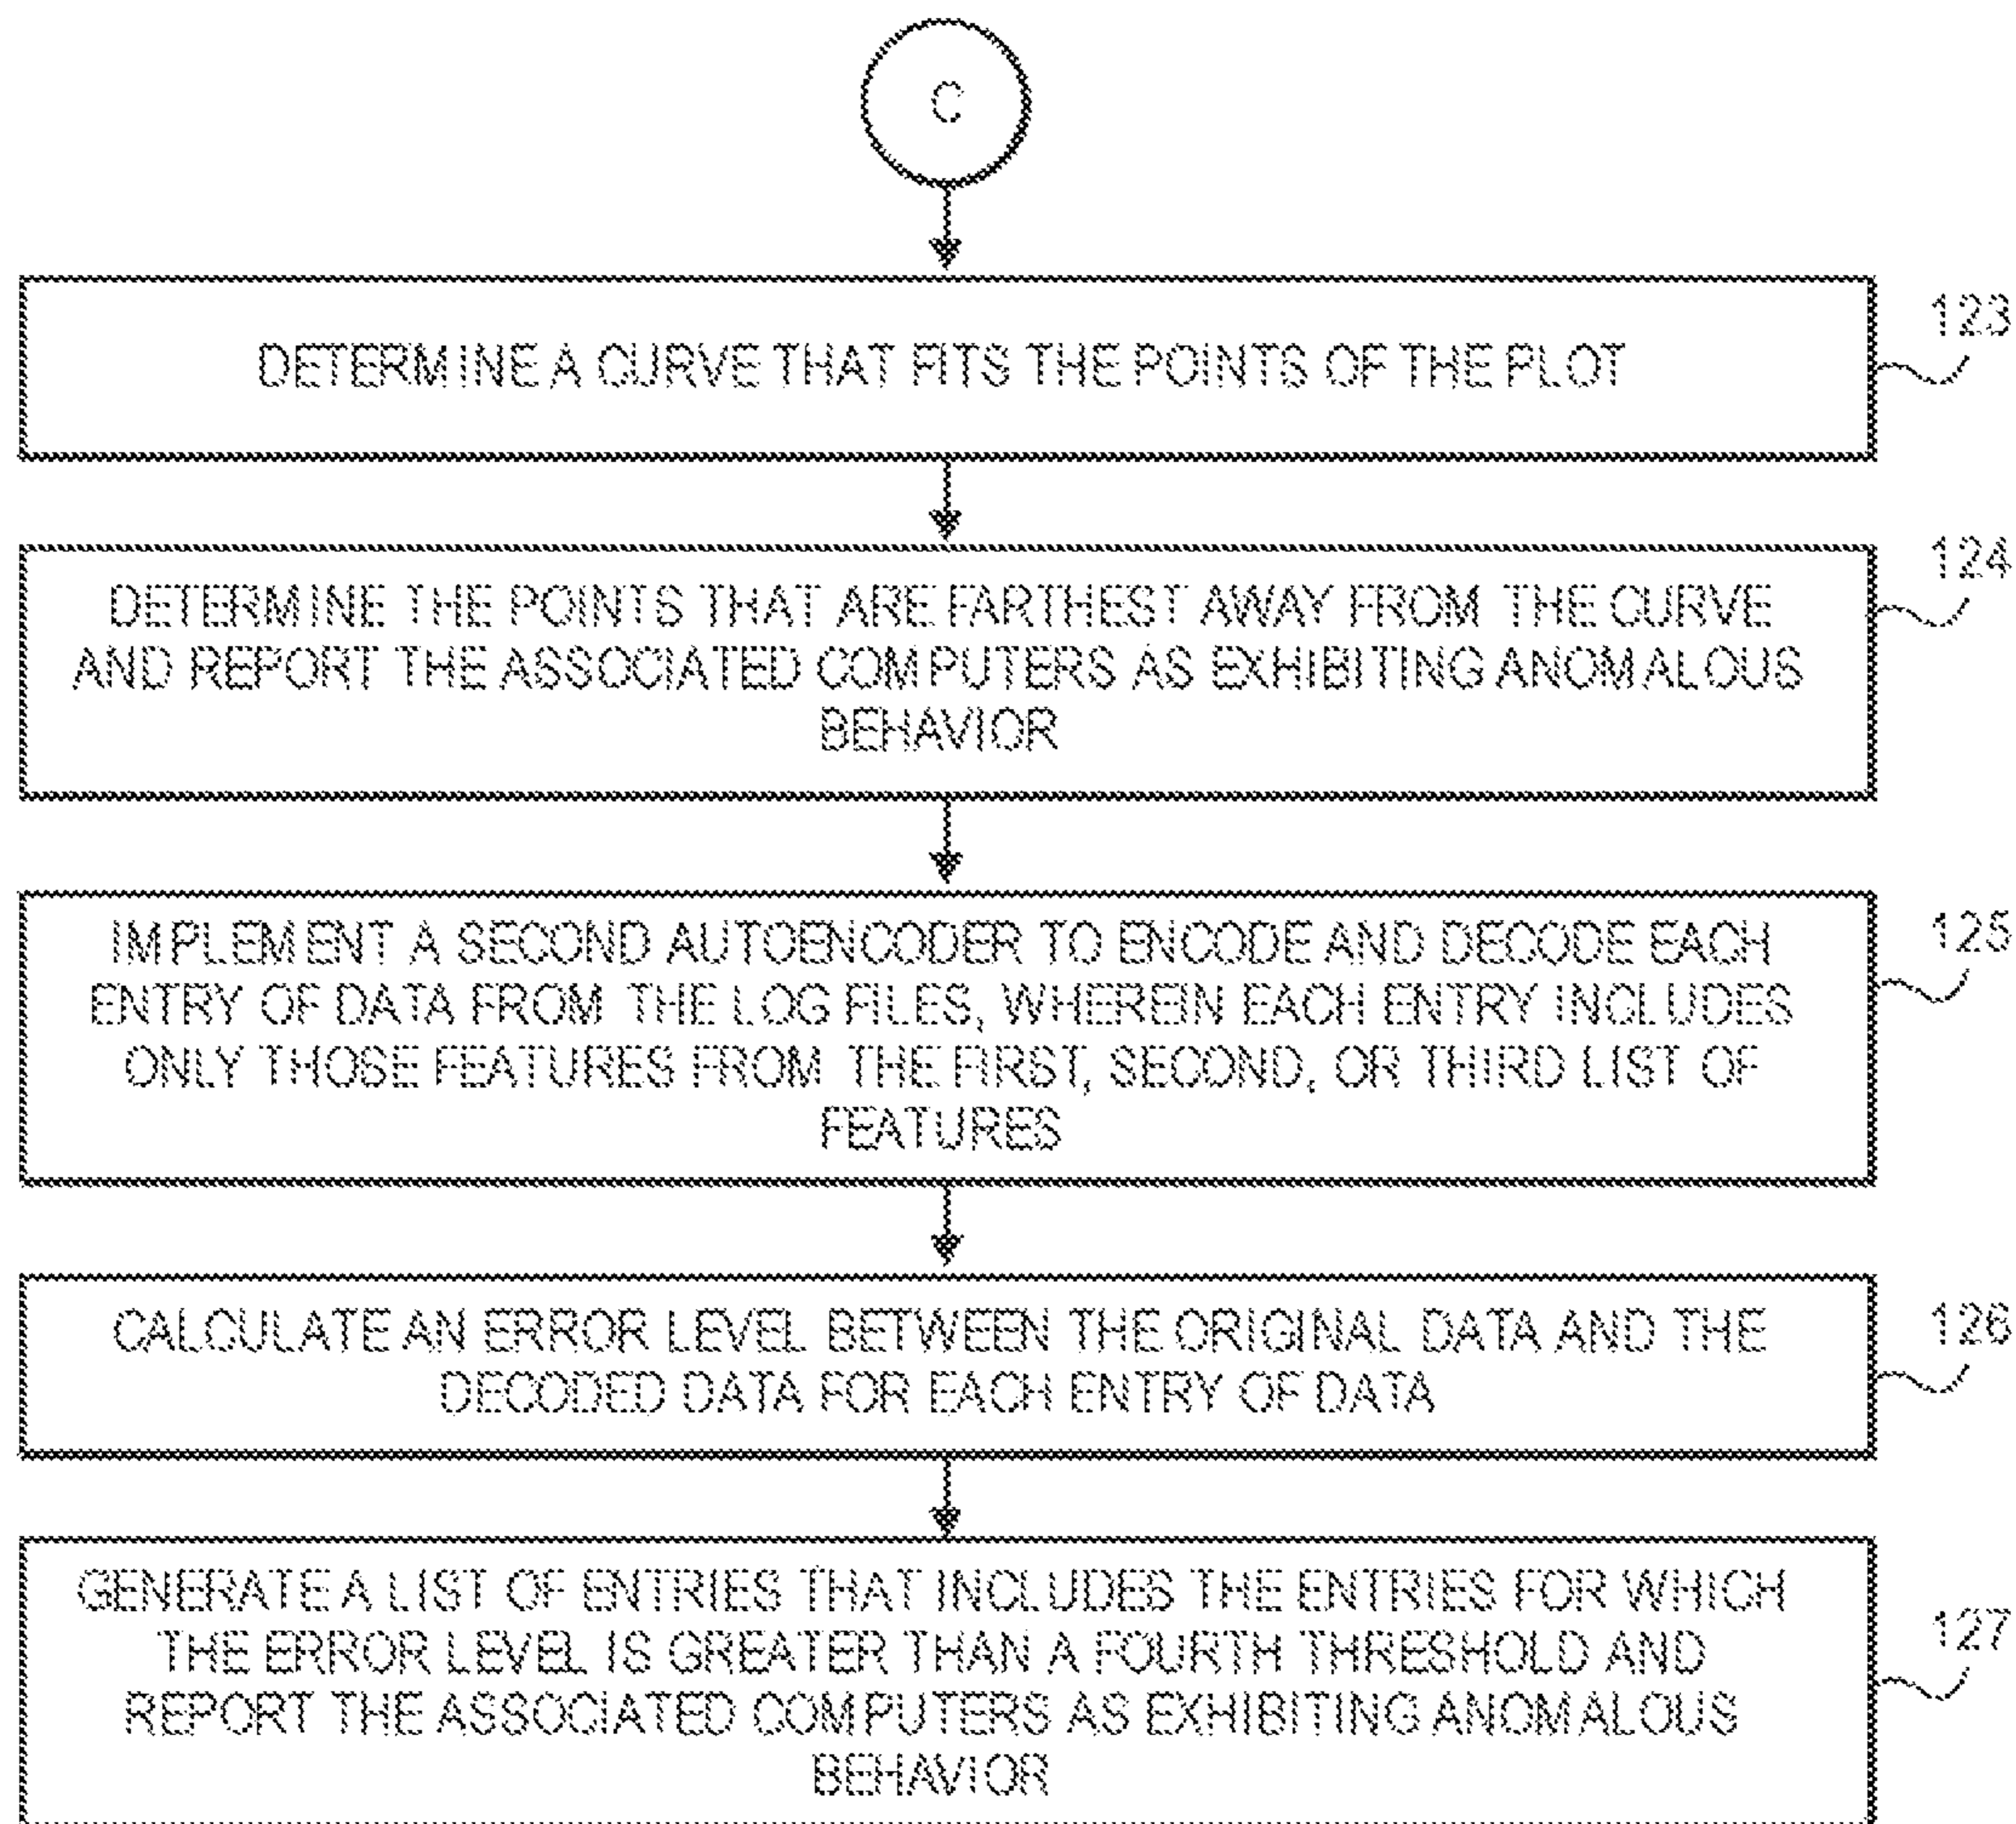 C
DETERMINE A CURVE THAT FITS THE POINTS OF THE PLOT
123
DETERMINE THE POINTS THAT ARE FARTHEST AWAY FROM THE CURVE
AND REPORT THE ASSOCIATED COMPUTERS AS EXHIBITING ANOMALOUS
BEHAVIOR
124
IMPLEMENT A SECOND AUTOENCODER TO ENCODE AND DECODE EACH
ENTRY OF DATA FROM THE LOG FILES, WHEREIN EACH ENTRY INCLUDES
ONLY THOSE FEATURES FROM THE FIRST, SECOND, OR THIRD LIST OF
FEATURES
125
CALCULATE AN ERROR LEVEL BETWEEN THE ORIGINAL DATA AND THE
DECODED DATA FOR EACH ENTRY OF DATA
126
GENERATE A LIST OF ENTRIES THAT INCLUDES THE ENTRIES FOR WHICH
THE ERROR LEVEL IS GREATER THAN A FOURTH THRESHOLD AND
REPORT THE ASSOCIATED COMPUTERS AS EXHIBITING ANOMALOUS
BEHAVIOR
127